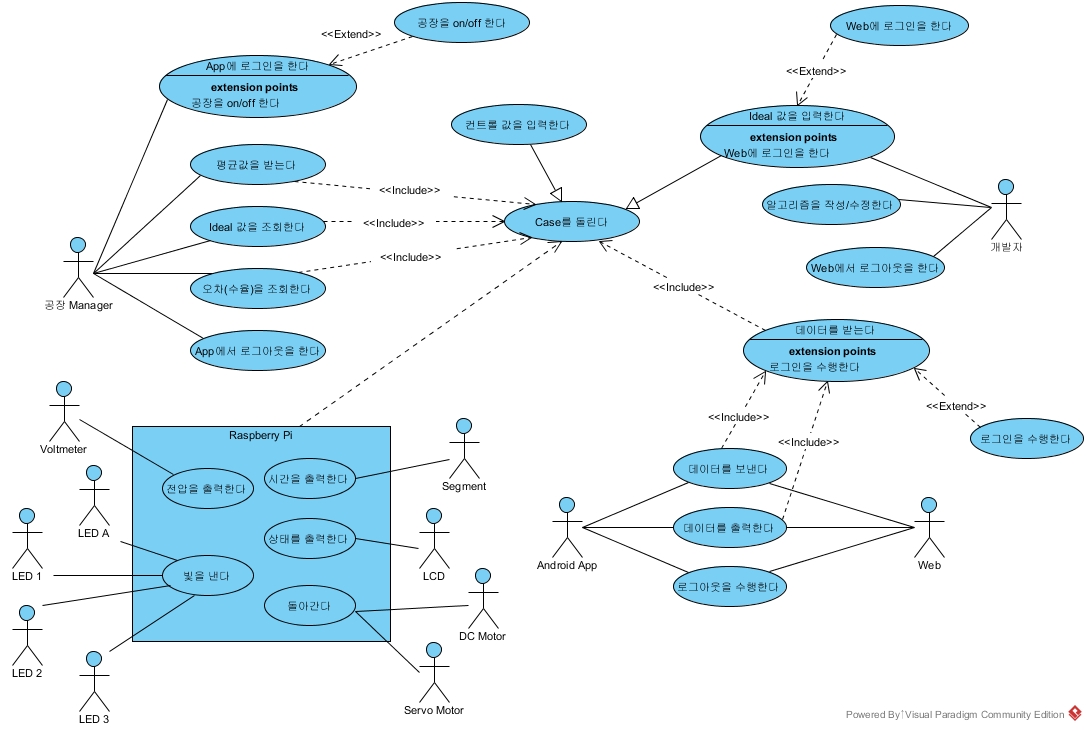 공장을 on/off 한다
<<Extend>>
App에 로그인을 한다
extension points
공장을 on/off 한다
Web에 로그인을 한다
<<Extend>>
Ideal 값을 입력한다
extension points
Web에 로그인을 한다
컨트롤 값을 입력한다
평균값을 받는다
<<Include>>
Ideal 값을 조회한다
<<Include>>
Case를 돌린다
알고리즘을 작성/수정한다
개발자
오차(수율)을 조회한다
<<Include>>
Web에서 로그아웃을 한다
공장 Manager
App에서 로그아웃을 한다
<<Include>>
데이터를 받는다
extension points
로그인을 수행한다
<<Extend>>
로그인을 수행한다
<<Include>>
<<Include>>
데이터를 보낸다
데이터를 출력한다
로그아웃을 수행한다
Android App
Web
Raspberry Pi
Voltmeter
전압을 출력한다
시간을 출력한다
Segment
LED A
상태를 출력한다
LCD
LED 1
빛을 낸다
돌아간다
DC Motor
LED 2
LED 3
Servo Motor
Powered By Visual Paradigm Community Edition